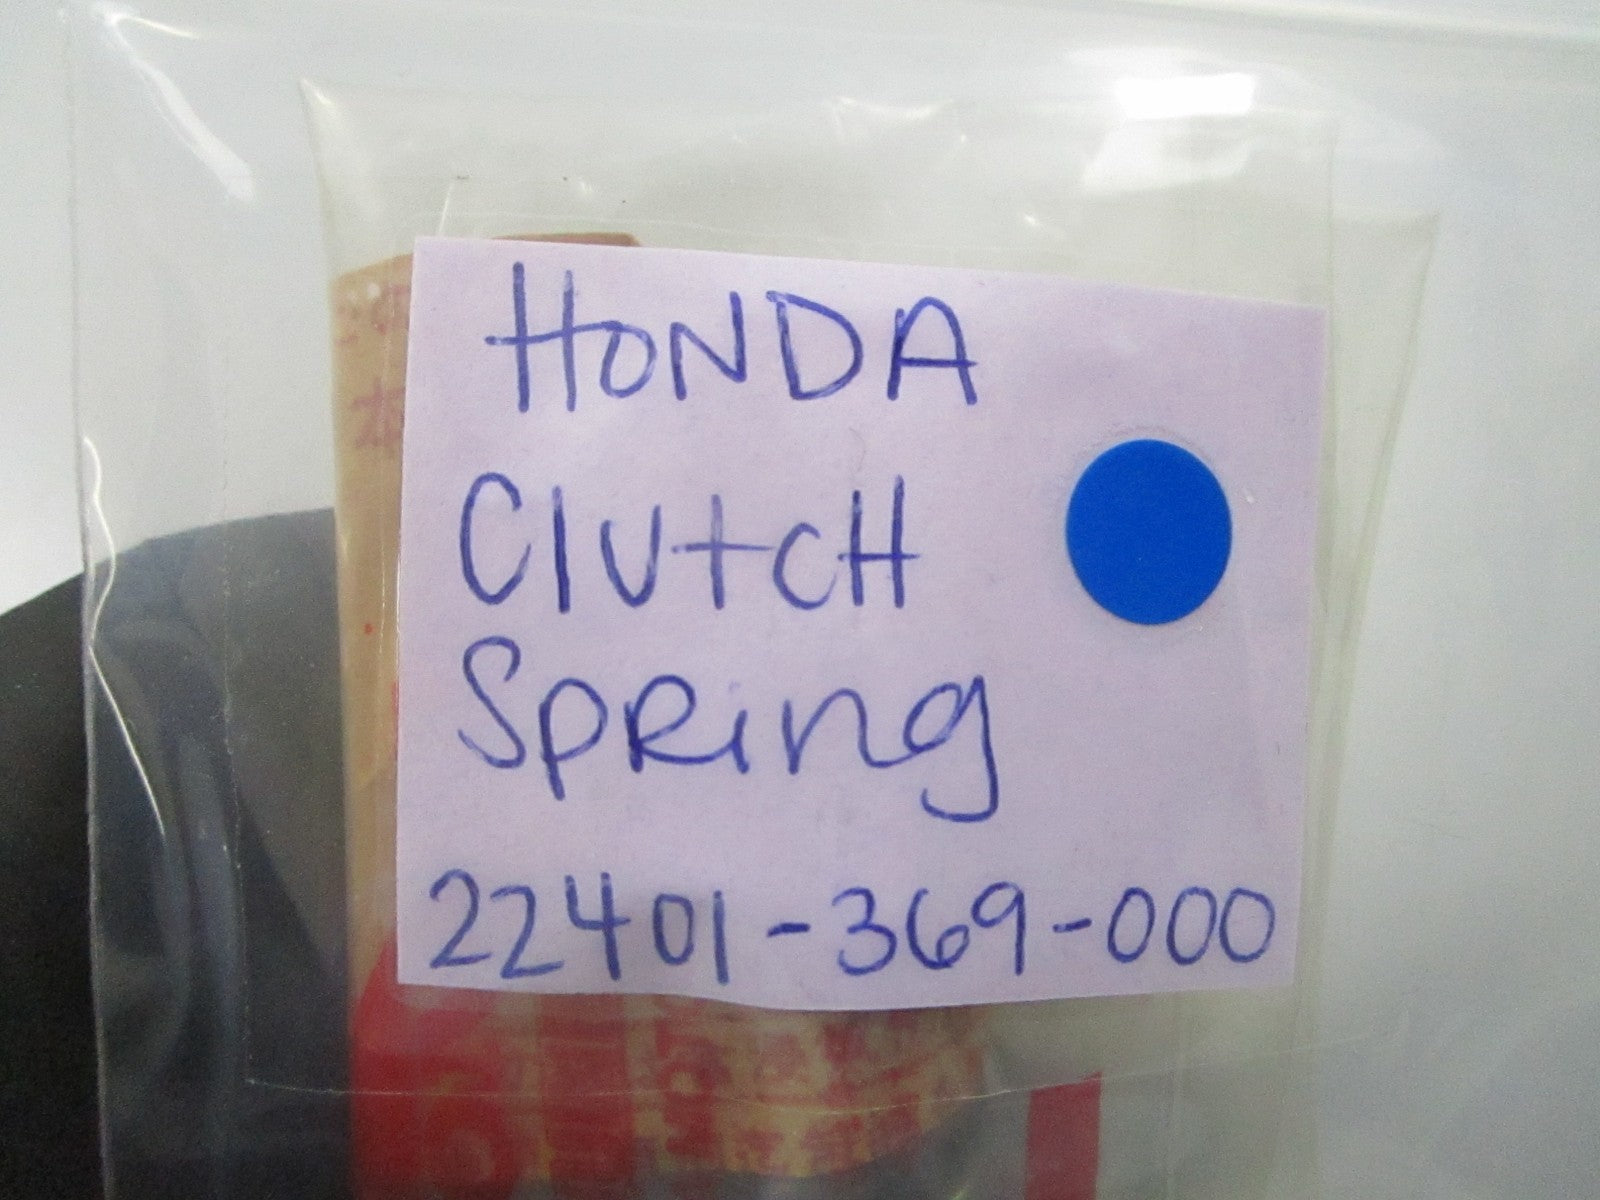 HONDA
ClutcH
SpRing
22401-369-000